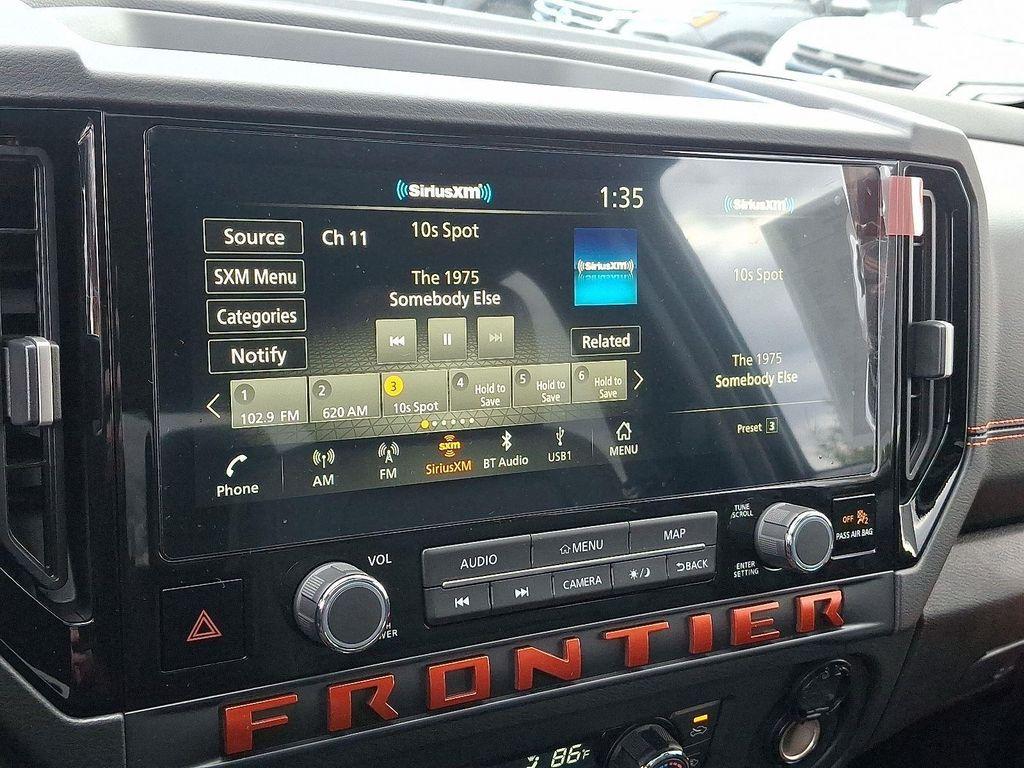 SiriusXM
1:35
SiriusXM
Source
Ch 11
10s Spot
SiriusXM
10s Spot
SXM Menu
The 1975
Somebody Else
Categories
Notify
Related
The 1975
Somebody Else
1
102.9 FM
2
620 AM
3
10s Spot
4
Hold to
Save
5
Hold to
Save
6
Hold to
Save
Preset 3
Phone
AM
FM
sxm
SiriusXM
BT Audio
USB1
MENU
VOL
AUDIO
MENU
MAP
CAMERA
BACK
TUNE
/SCROLL
ENTER
SETTING
OFF
PASS AIR BAG
FRONTIER
86°F